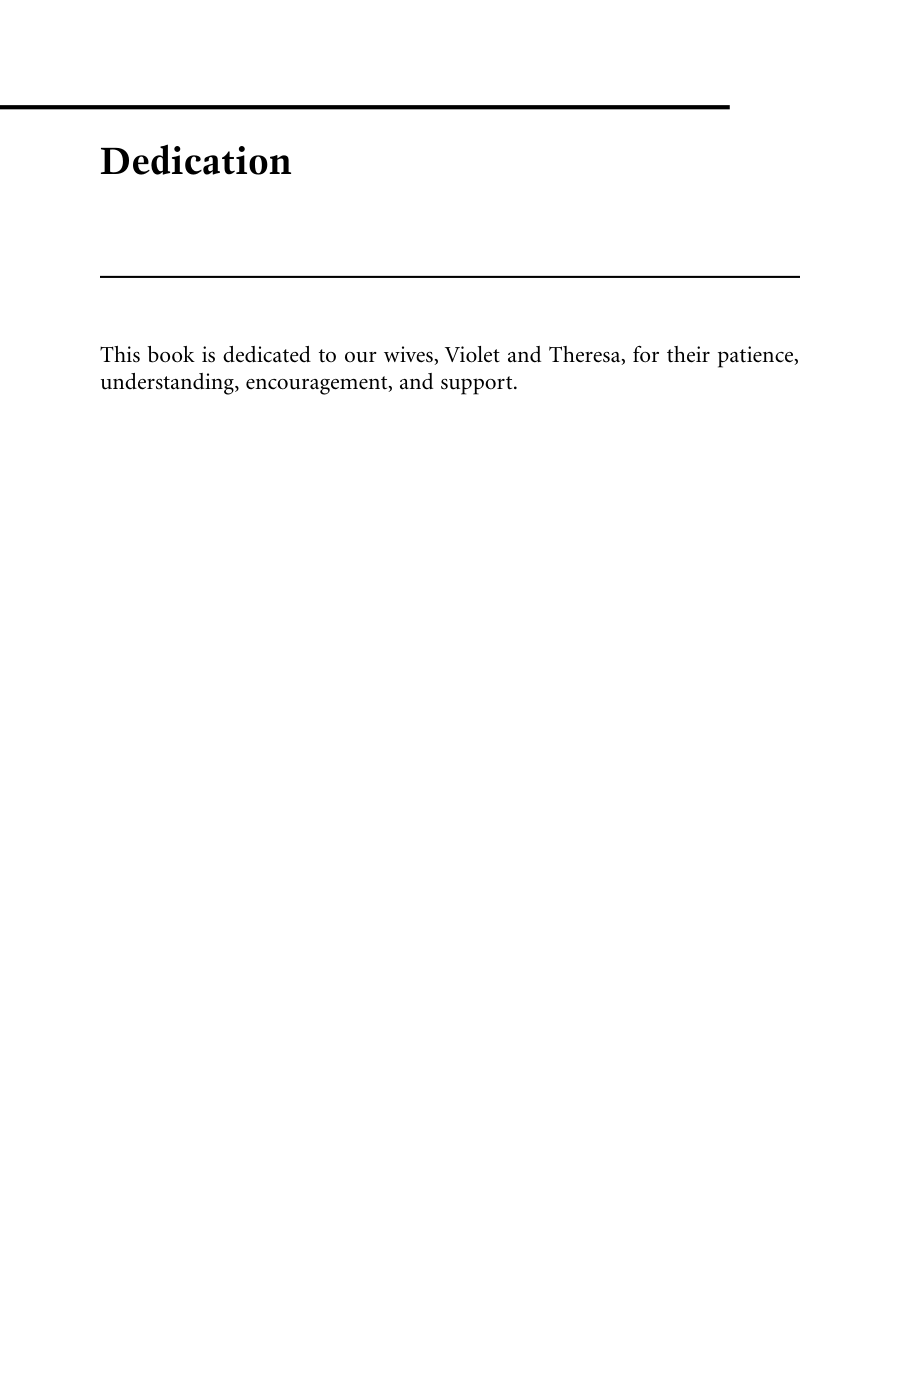 Dedication
This book is dedicated to our wives, Violet and Theresa, for their patience,
understanding, encouragement, and support.